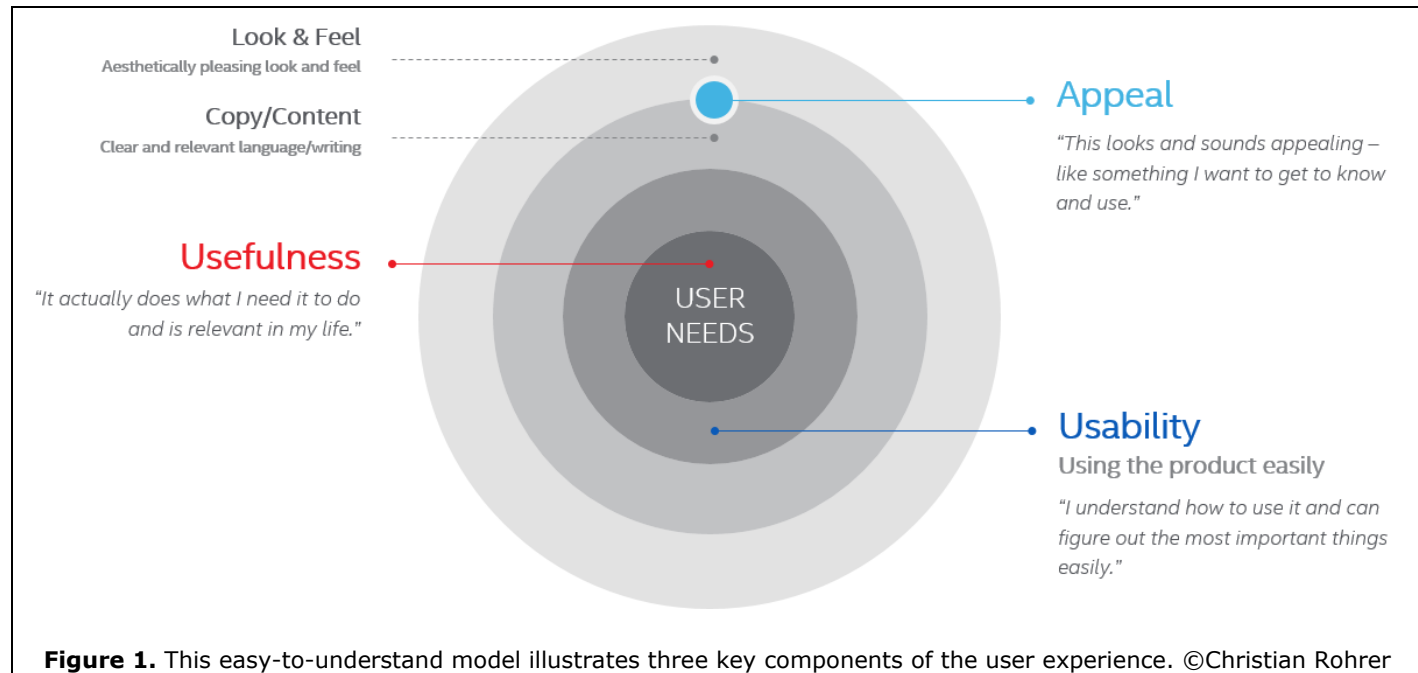 Look & Feel
Aesthetically pleasing look and feel
Copy/Content
Clear and relevant language/writing
Appeal
“This looks and sounds appealing –
like something I want to get to know
and use.”
Usefulness
“It actually does what I need it to do
and is relevant in my life.”
USER
NEEDS
Usability
Using the product easily
“I understand how to use it and can
figure out the most important things
easily.”
Figure 1. This easy-to-understand model illustrates three key components of the user experience. ©Christian Rohrer